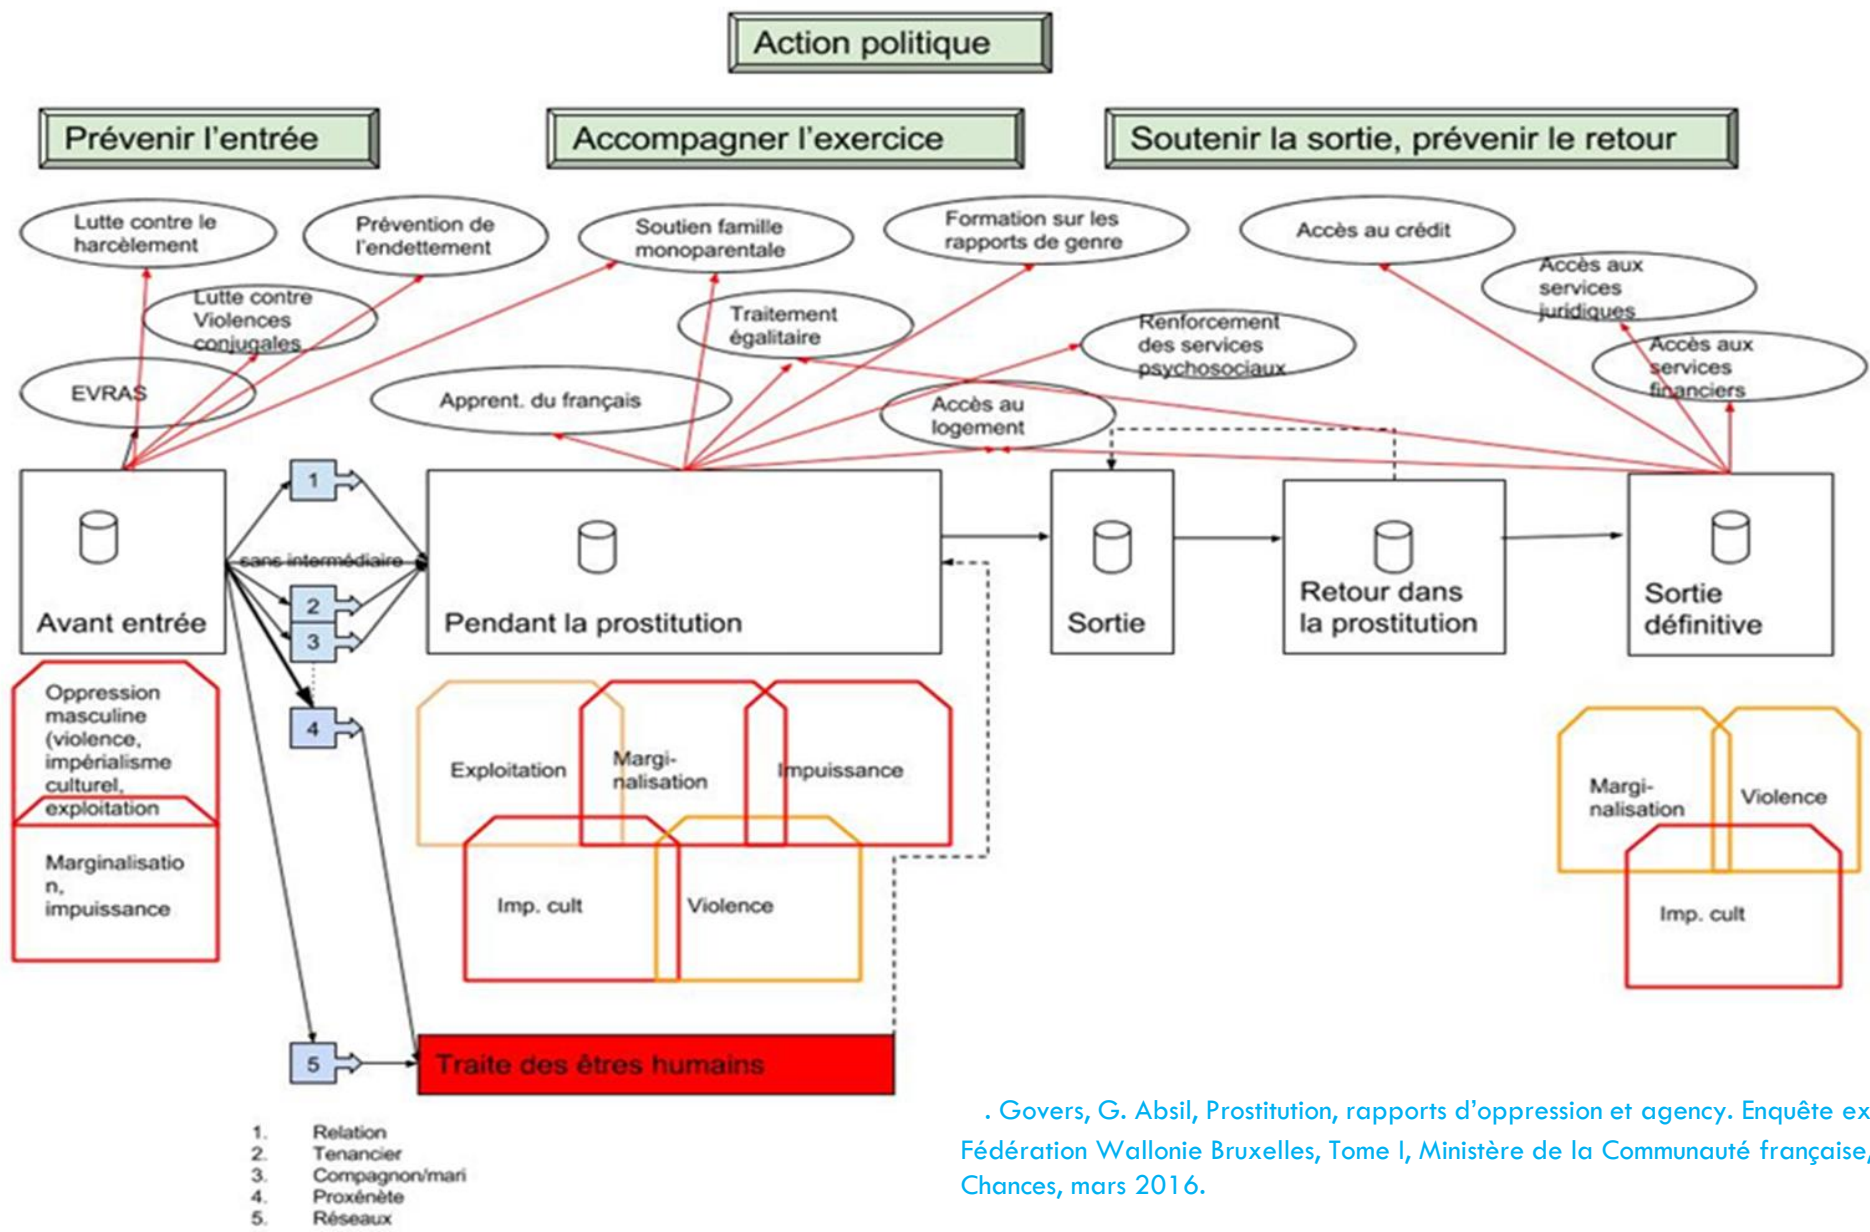 Action politique
Prévenir l'entrée
Accompagner l'exercice
Soutenir la sortie, prévenir le retour
Lutte contre le
harcèlement
Prévention de
l'endettement
Soutien famille
monoparentale
Formation sur les
rapports de genre
Accès au crédit
Accès aux
services
juridiques
Lutte contre
Violences
conjugales
Traitement
égalitaire
Renforcement
des services
psychosociaux
Accès aux
services
financiers
EVRAS
Apprent. du français
Accès au
logement
1
sans intermédiaire
2
3
4
5
Avant entrée
Pendant la prostitution
Sortie
Retour dans
la prostitution
Sortie
définitive
Oppression
masculine
(violence,
impérialisme
culturel,
exploitation
Marginalisatio
n,
impuissance
Exploitation
Margi-
nalisation
Impuissance
Imp. cult
Violence
Margi-
nalisation
Violence
Imp. cult
Traite des êtres humains
1. Relation
2. Tenancier
3. Compagnon/mari
4. Proxénète
5. Réseaux
. Govers, G. Absil, Prostitution, rapports d'oppression et agency. Enquête ex
Fédération Wallonie Bruxelles, Tome I, Ministère de la Communauté française,
Chances, mars 2016.